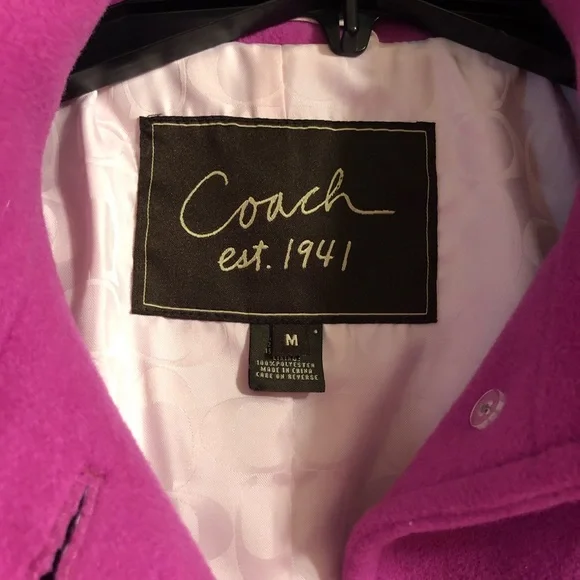 Coach
est. 1941
M
100% POLYESTER
MADE IN CHINA
CARE ON REVERSE